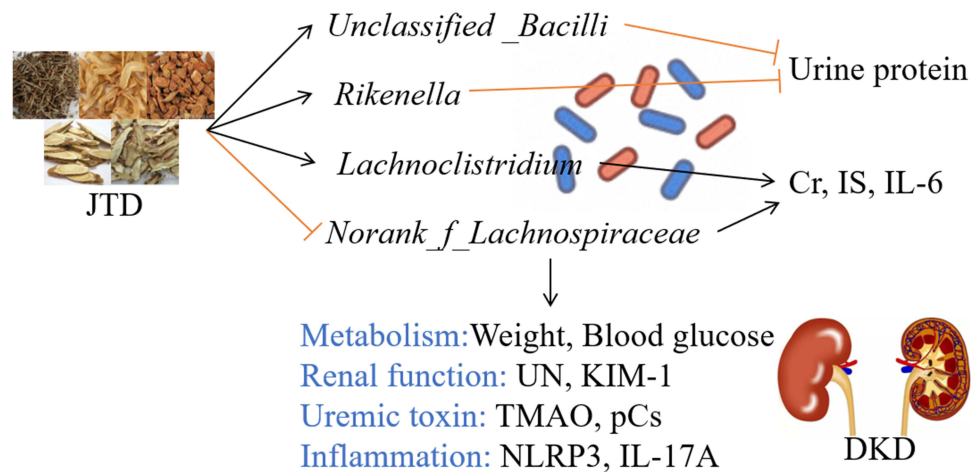 Unclassified _Bacilli
Urine protein
Rikenella
Lachnoclistridium
Cr, IS, IL-6
JTD
Norank_f_Lachnospiraceae
Metabolism:Weight, Blood glucose
Renal function: UN, KIM-1
Uremic toxin: TMAO, pCs
Inflammation: NLRP3, IL-17A
DKD